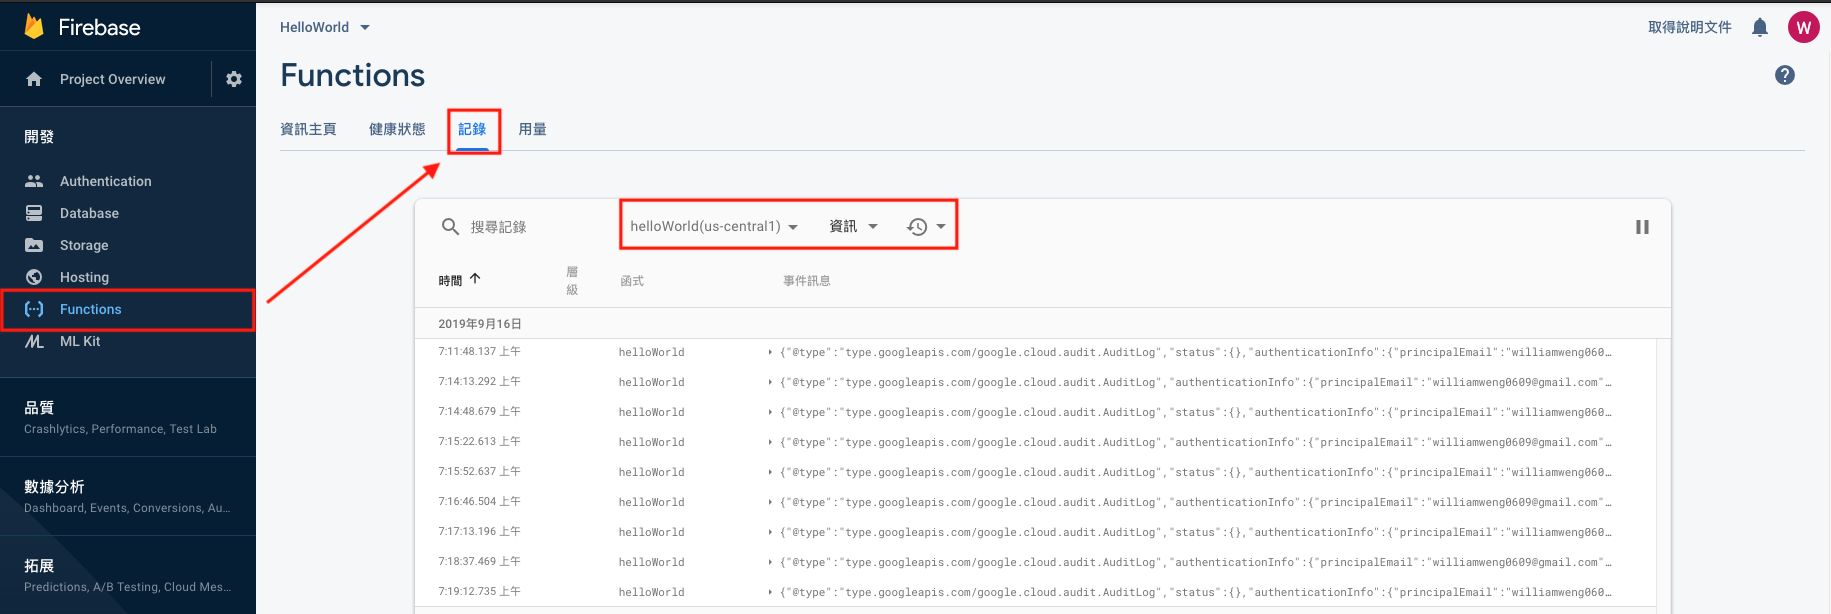 Firebase
HelloWorld
取得說明文件
W
Project Overview
Functions
?
開發
資訊主頁 健康狀態 記錄 用量
Authentication
Database
Storage
Hosting
Functions
ML Kit
品質
Crashlytics, Performance, Test Lab
數據分析
Dashboard, Events, Conversions, Au...
拓展
Predictions, A/B Testing, Cloud Mes...
搜尋記錄 helloWorld(us-central1) 資訊
時間 層級 函式 事件訊息
2019年9月16日
7:11:48.137 上午 helloWorld {"@type":"type.googleapis.com/google.cloud.audit.AuditLog","status":{},"authenticationInfo":{"principalEmail":"williamweng060…
7:14:13.292 上午 helloWorld {"@type":"type.googleapis.com/google.cloud.audit.AuditLog","authenticationInfo":{"principalEmail":"williamweng0609@gmail.com"…
7:14:48.679 上午 helloWorld {"@type":"type.googleapis.com/google.cloud.audit.AuditLog","status":{},"authenticationInfo":{"principalEmail":"williamweng060…
7:15:22.613 上午 helloWorld {"@type":"type.googleapis.com/google.cloud.audit.AuditLog","authenticationInfo":{"principalEmail":"williamweng0609@gmail.com"…
7:15:52.637 上午 helloWorld {"@type":"type.googleapis.com/google.cloud.audit.AuditLog","status":{},"authenticationInfo":{"principalEmail":"williamweng060…
7:16:46.504 上午 helloWorld {"@type":"type.googleapis.com/google.cloud.audit.AuditLog","authenticationInfo":{"principalEmail":"williamweng0609@gmail.com"…
7:17:13.196 上午 helloWorld {"@type":"type.googleapis.com/google.cloud.audit.AuditLog","status":{},"authenticationInfo":{"principalEmail":"williamweng060…
7:18:37.469 上午 helloWorld {"@type":"type.googleapis.com/google.cloud.audit.AuditLog","authenticationInfo":{"principalEmail":"williamweng0609@gmail.com"…
7:19:12.735 上午 helloWorld {"@type":"type.googleapis.com/google.cloud.audit.AuditLog","status":{},"authenticationInfo":{"principalEmail":"williamweng060…